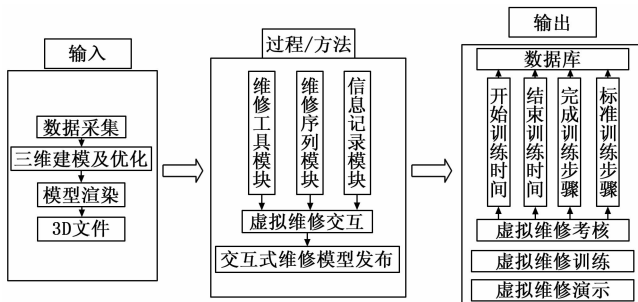 输入
数据采集
三维建模及优化
模型渲染
3D文件
过程/方法
维修工具模块
维修序列模块
信息记录模块
虚拟维修交互
交互式维修模型发布
输出
数据库
开始训练时间
结束训练时间
完成训练步骤
标准训练步骤
虚拟维修考核
虚拟维修训练
虚拟维修演示